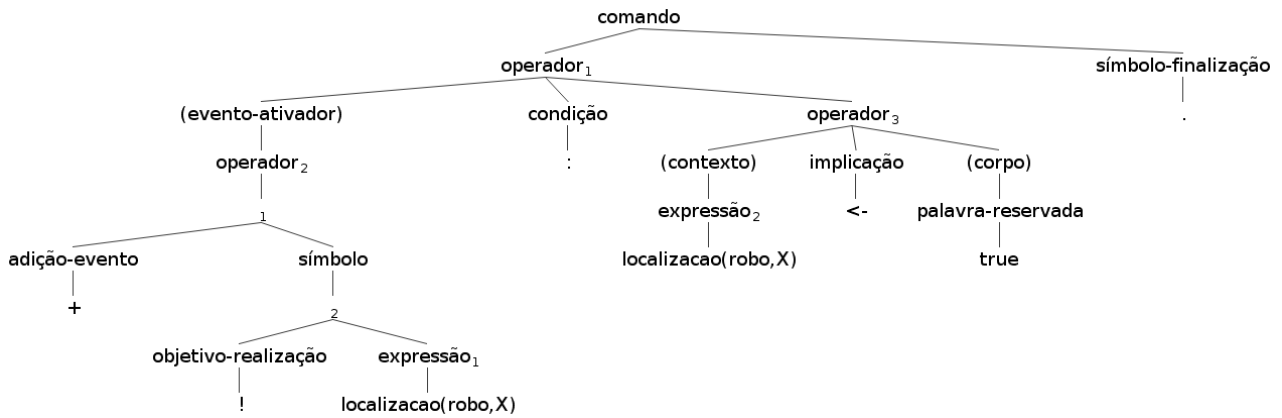 comando
operador₁ símbolo-finalização
(evento-ativador) condição operador₃ .
operador₂ : (contexto) implicação (corpo)
1 expressão₂ <- palavra-reservada
adição-evento símbolo localizacao(robo,X) true
+ 2
objetivo-realização expressão₁
! localizacao(robo,X)